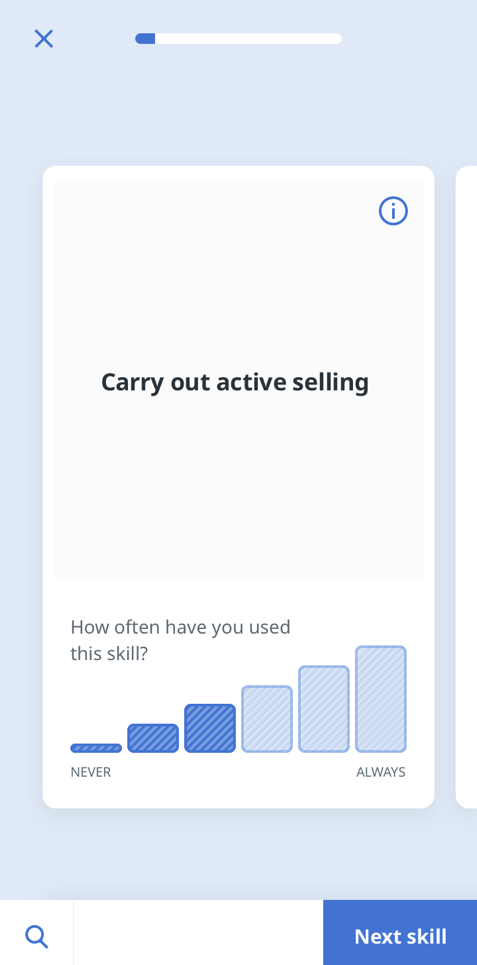 Carry out active selling
How often have you used
this skill?
NEVER
ALWAYS
Next skill